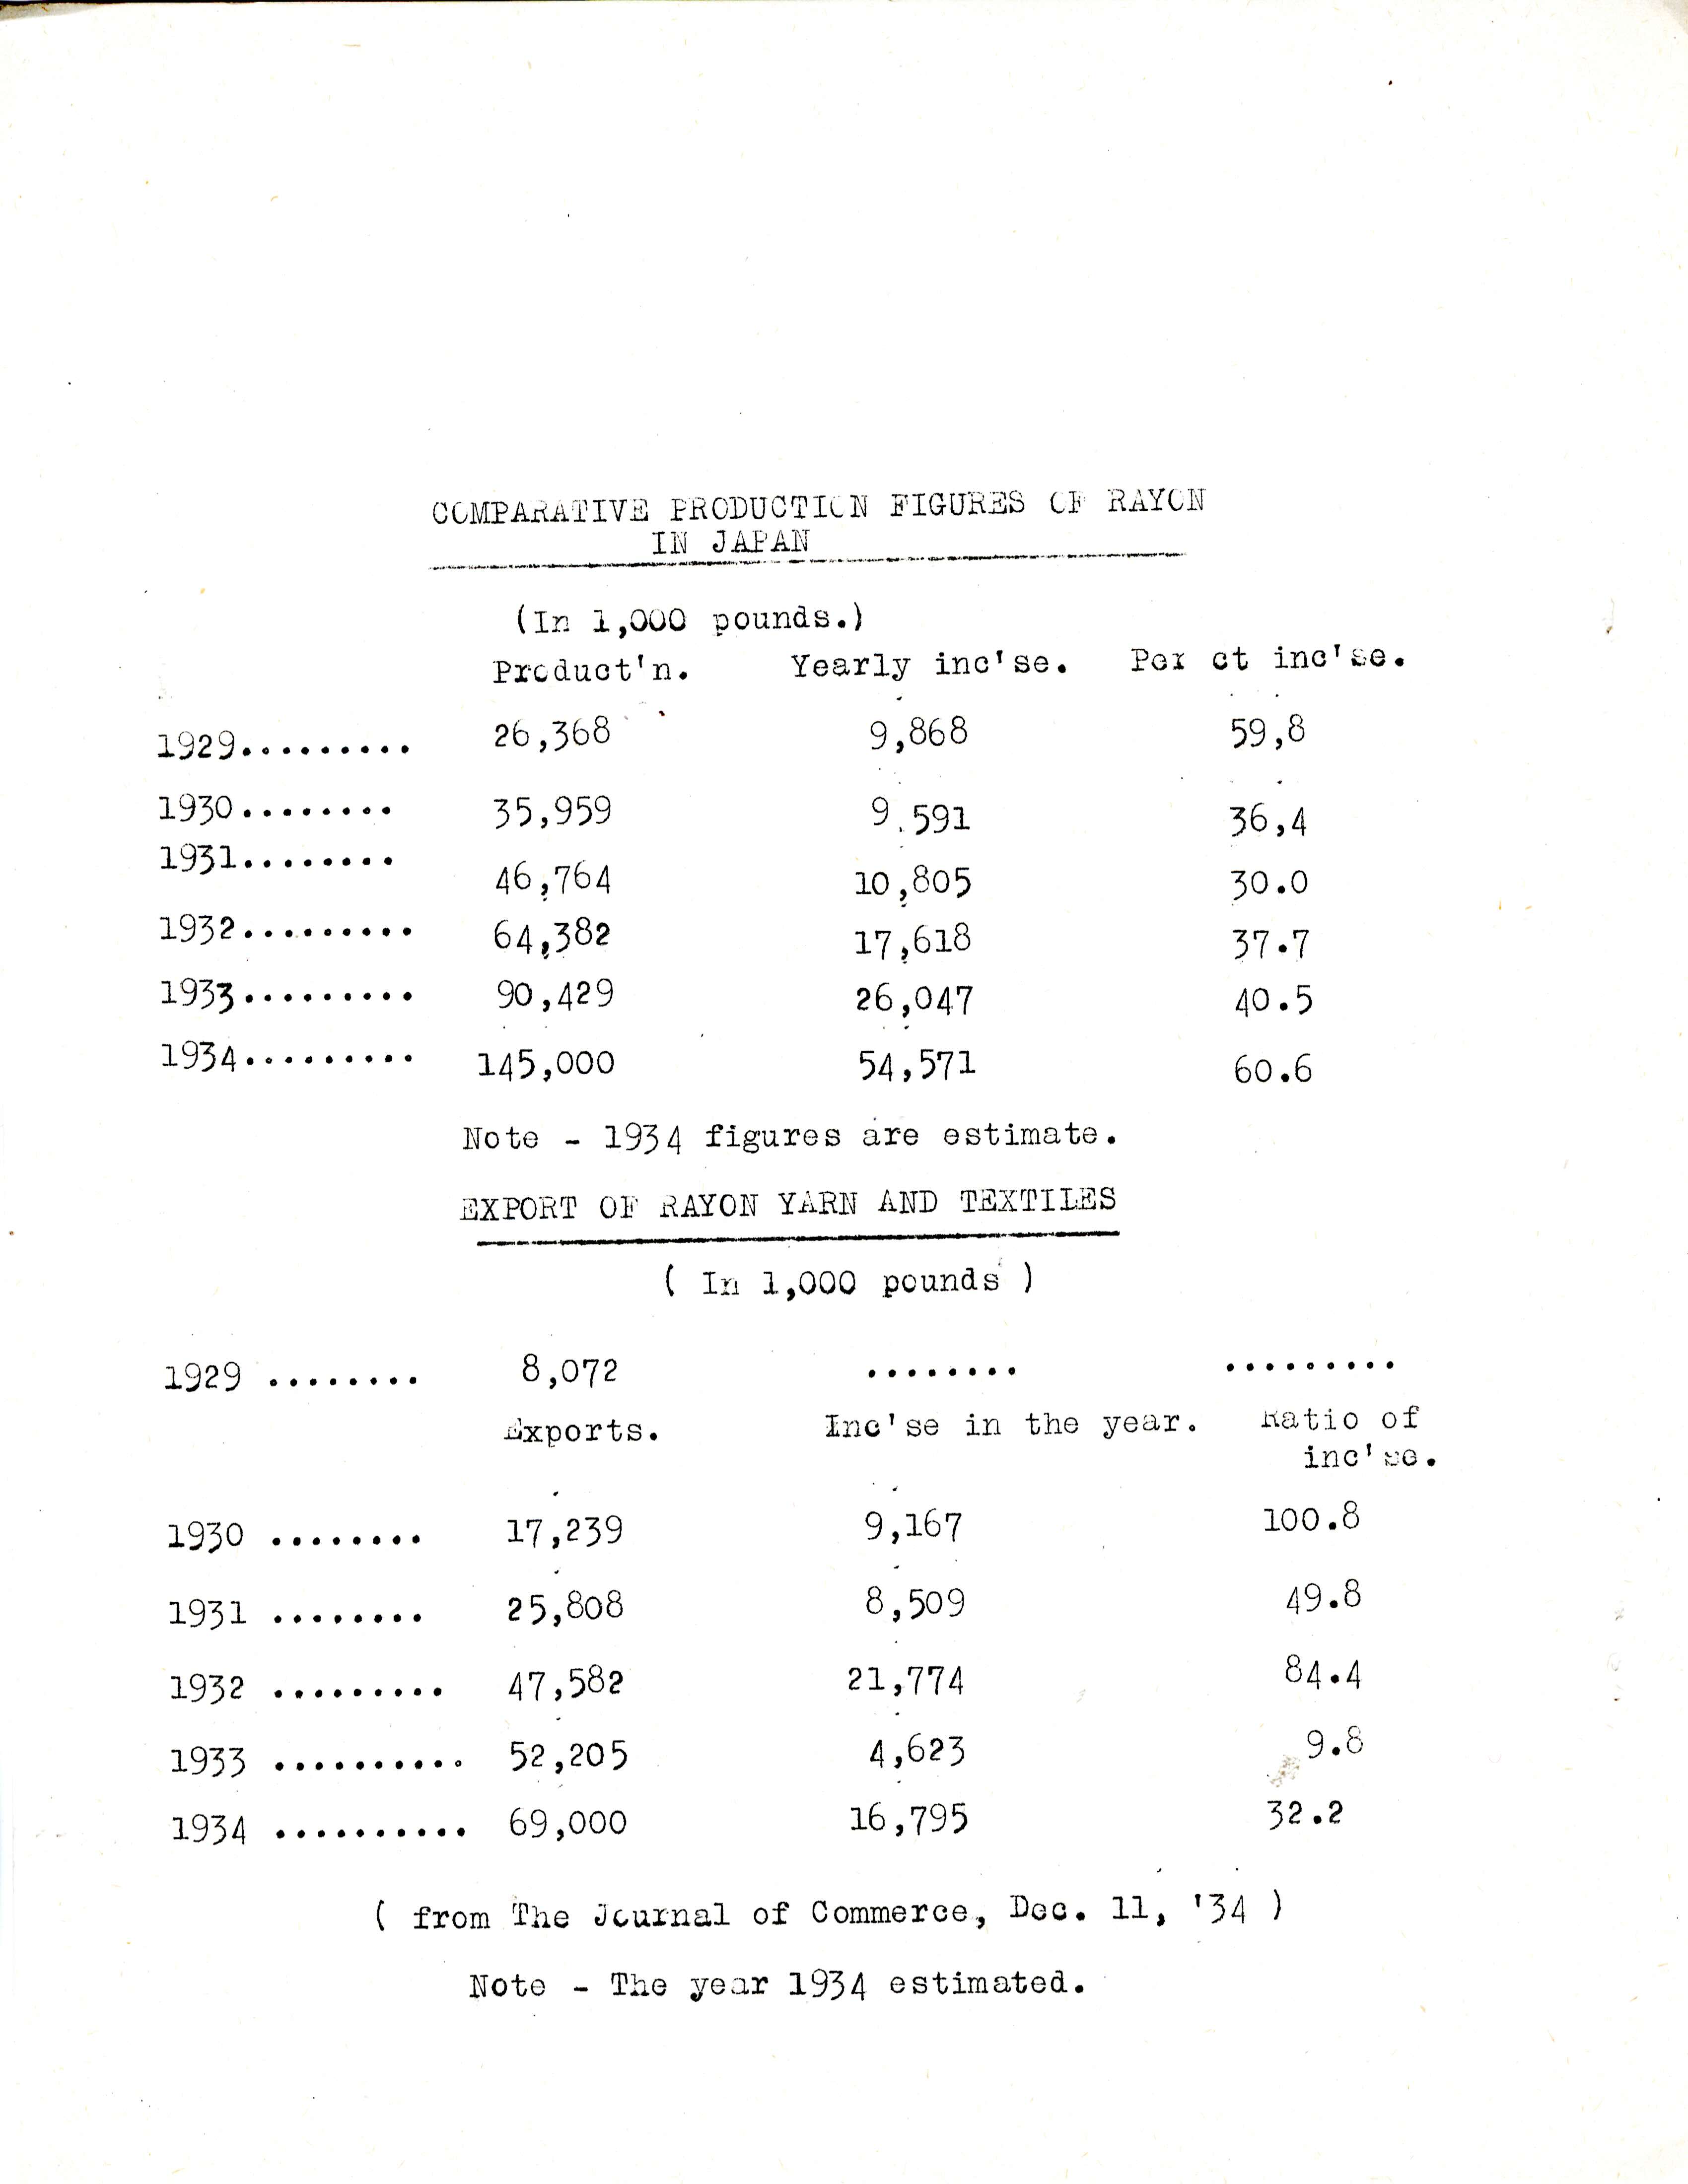 COMPARATIVE PRODUCTION FIGURES OF RAYON
IN JAPAN
(In 1,000 pounds.)
Product'n. Yearly inc'se. Per ct inc'se.
1929......... 26,368 9,868 59,8
1930........ 35,959 9.591 36,4
1931........ 46,764 10,805 30.0
1932......... 64,382 17,618 37.7
1933......... 90,429 26,047 40.5
1934......... 145,000 54,571 60.6
Note - 1934 figures are estimate.
EXPORT OF RAYON YARN AND TEXTILES
( In 1,000 pounds )
1929 ........ 8,072 ........ .........
Exports. Inc'se in the year. Ratio of
inc'se.
1930 ........ 17,239 9,167 100.8
1931 ........ 25,808 8,509 49.8
1932 ......... 47,582 21,774 84.4
1933 .......... 52,205 4,623 9.8
1934 .......... 69,000 16,795 32.2
( from The Journal of Commerce, Dec. 11, '34 )
Note - The year 1934 estimated.